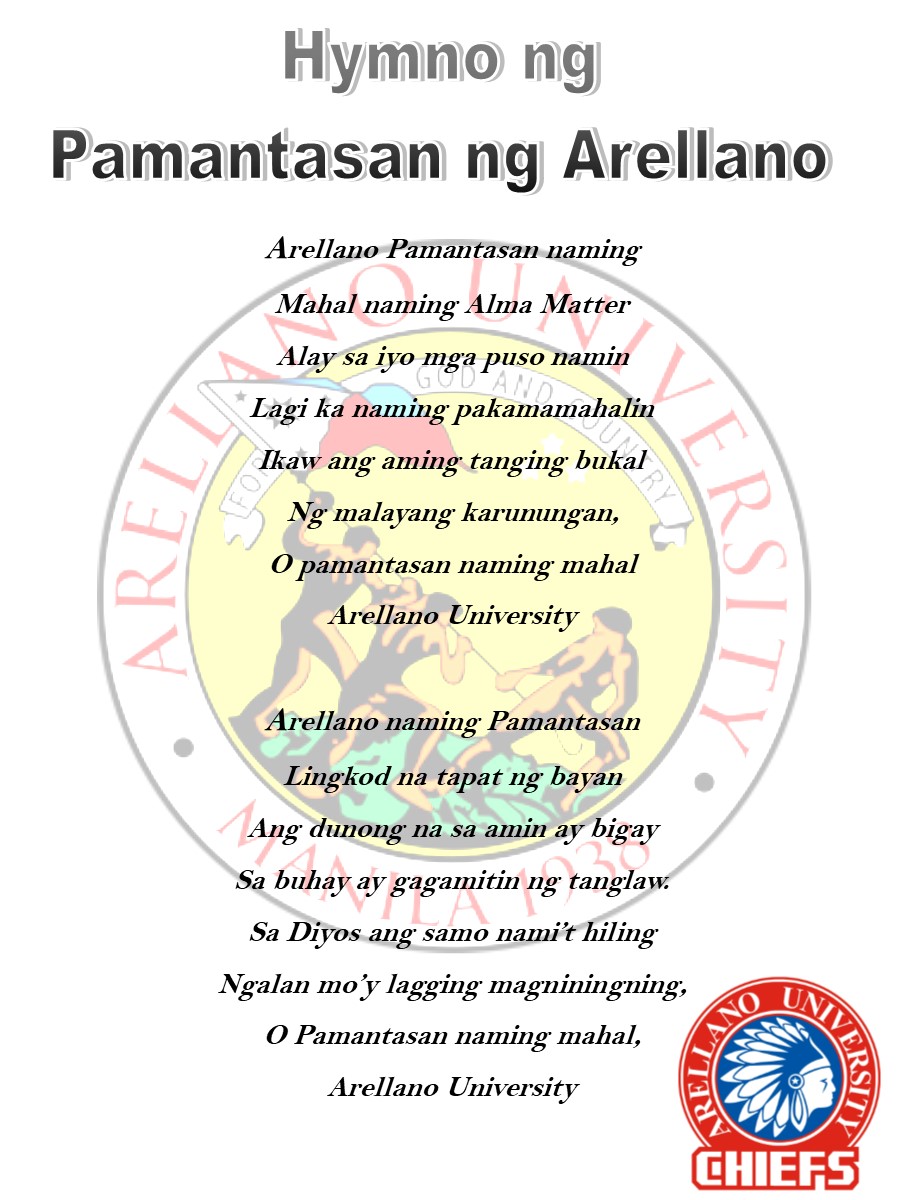 Hymno ng
Pamantasan ng Arellano
Arellano Pamantasan naming
Mahal naming Alma Matter
Alay sa iyo mga puso namin
Lagi ka naming pakamamahalin
Ikaw ang aming tanging bukal
Ng malayang karunungan,
O pamantasan naming mahal
Arellano University
Arellano naming Pamantasan
Lingkod na tapat ng bayan
Ang dunong na sa amin ay bigay
Sa buhay ay gagamitin ng tanglaw.
Sa Diyos ang samo nami’t hiling
Ngalan mo’y lagging magniningning,
O Pamantasan naming mahal,
Arellano University
ARELLANO UNIVERSITY
FOR GOD AND COUNTRY
MANILA 1938
ARELLANO UNIVERSITY
CHIEFS